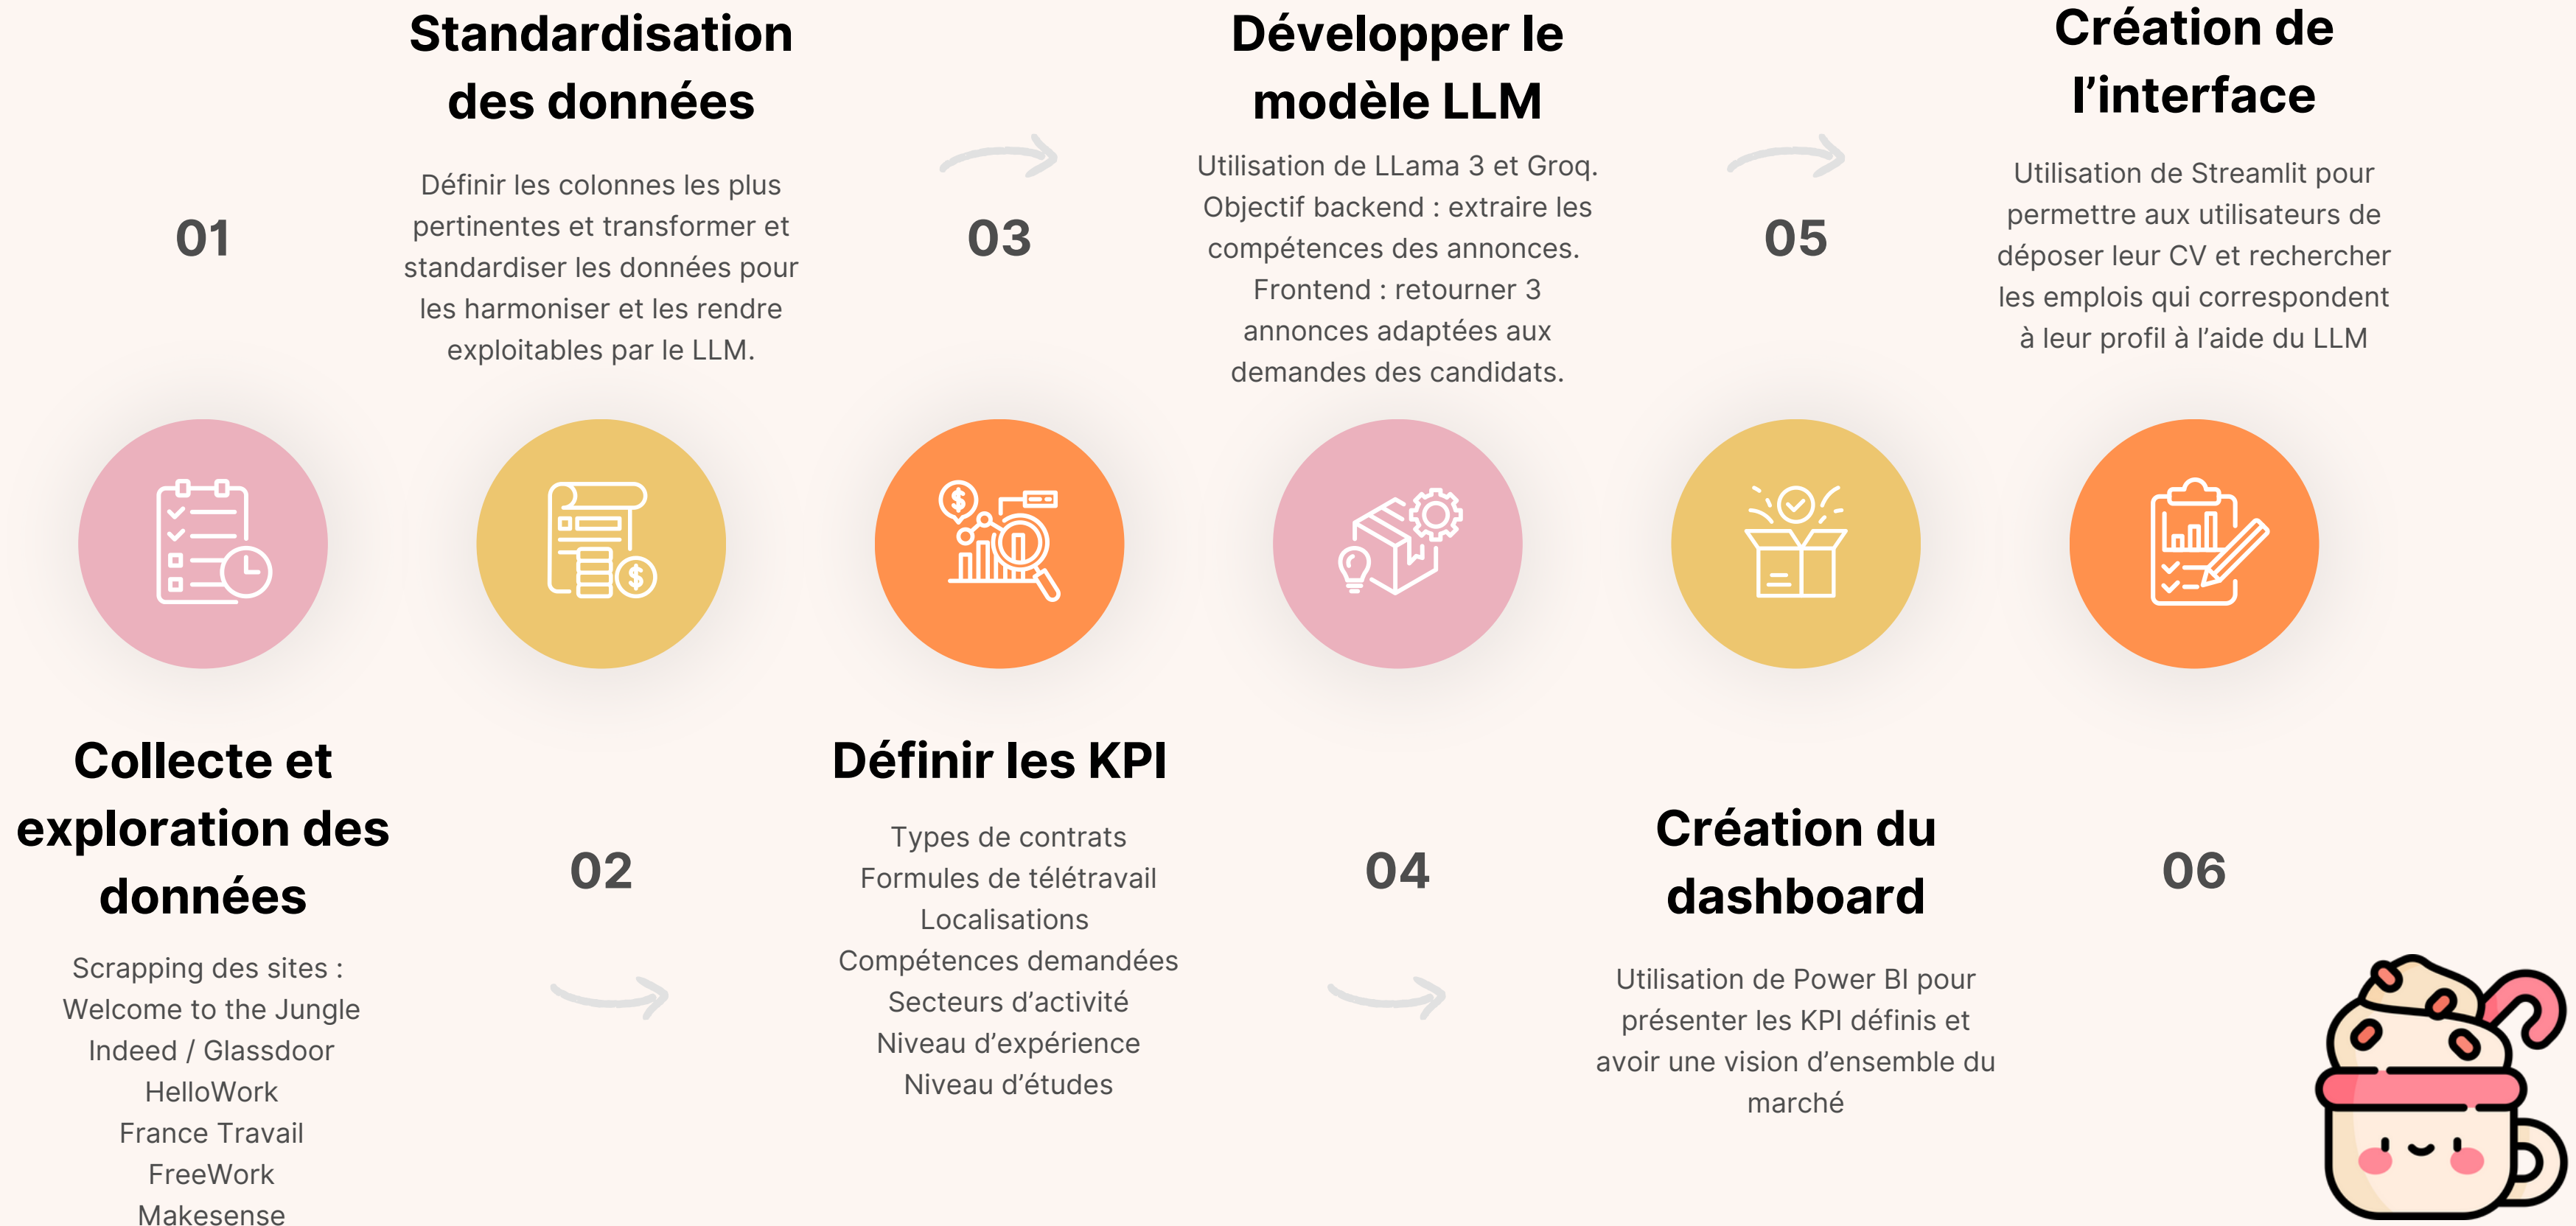 01
Collecte et
exploration des
données
Scrapping des sites :
Welcome to the Jungle
Indeed / Glassdoor
HelloWork
France Travail
FreeWork
Makesense
Standardisation
des données
Définir les colonnes les plus
pertinentes et transformer et
standardiser les données pour
les harmoniser et les rendre
exploitables par le LLM.
$
02
03
$
Définir les KPI
Types de contrats
Formules de télétravail
Localisations
Compétences demandées
Secteurs d’activité
Niveau d’expérience
Niveau d’études
Développer le
modèle LLM
Utilisation de LLama 3 et Groq.
Objectif backend : extraire les
compétences des annonces.
Frontend : retourner 3
annonces adaptées aux
demandes des candidats.
04
05
Création du
dashboard
Utilisation de Power BI pour
présenter les KPI définis et
avoir une vision d’ensemble du
marché
Création de
l’interface
Utilisation de Streamlit pour
permettre aux utilisateurs de
déposer leur CV et rechercher
les emplois qui correspondent
à leur profil à l’aide du LLM
06